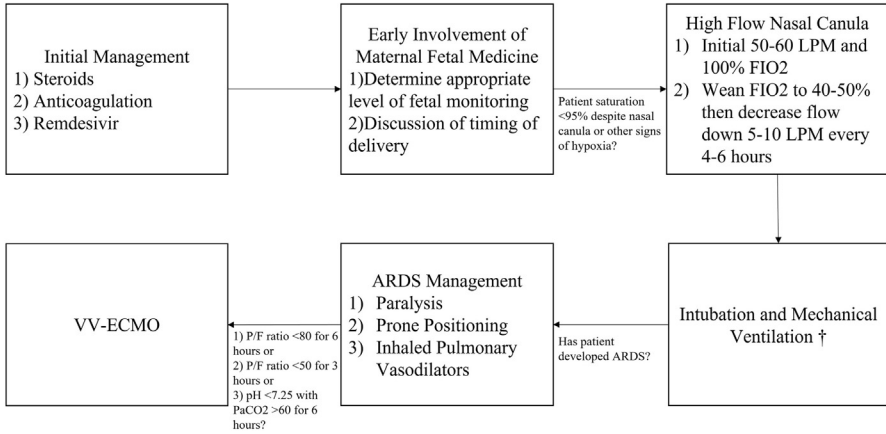 Initial Management
1) Steroids
2) Anticoagulation
3) Remdesivir
Early Involvement of
Maternal Fetal Medicine
1)Determine appropriate
level of fetal monitoring
2)Discussion of timing of
delivery
Patient saturation
<95% despite nasal
canula or other signs
of hypoxia?
High Flow Nasal Canula
1) Initial 50-60 LPM and
100% FIO2
2) Wean FIO2 to 40-50%
then decrease flow
down 5-10 LPM every
4-6 hours
Intubation and Mechanical
Ventilation †
Has patient
developed ARDS?
ARDS Management
1) Paralysis
2) Prone Positioning
3) Inhaled Pulmonary
Vasodilators
1) P/F ratio <80 for 6
hours or
2) P/F ratio <50 for 3
hours or
3) pH <7.25 with
PaCO2 >60 for 6
hours?
VV-ECMO